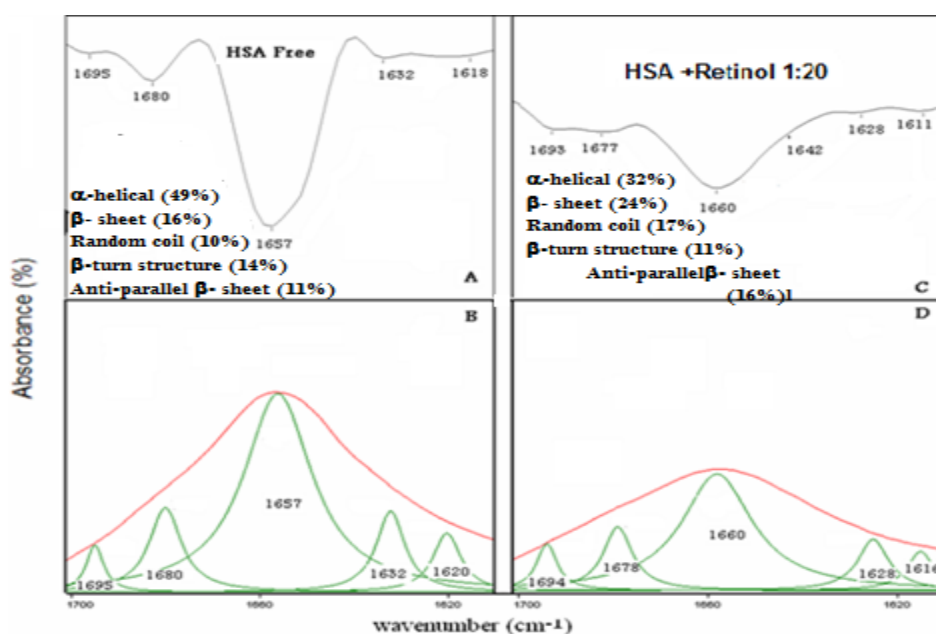 HSA Free
1695
1680
1657
1632
1618
α-helical (49%)
β- sheet (16%)
Random coil (10%)
β-turn structure (14%)
Anti-parallel β- sheet (11%)
A
HSA +Retinol 1:20
1693
1677
1660
1642
1628
1611
α-helical (32%)
β- sheet (24%)
Random coil (17%)
β-turn structure (11%)
Anti-parallelβ- sheet
(16%)l
C
Absorbance (%)
B
1695
1680
1657
1632
1620
1700
1660
1620
D
1694
1678
1660
1628
1616
1700
1660
1620
wavenumber (cm-1)